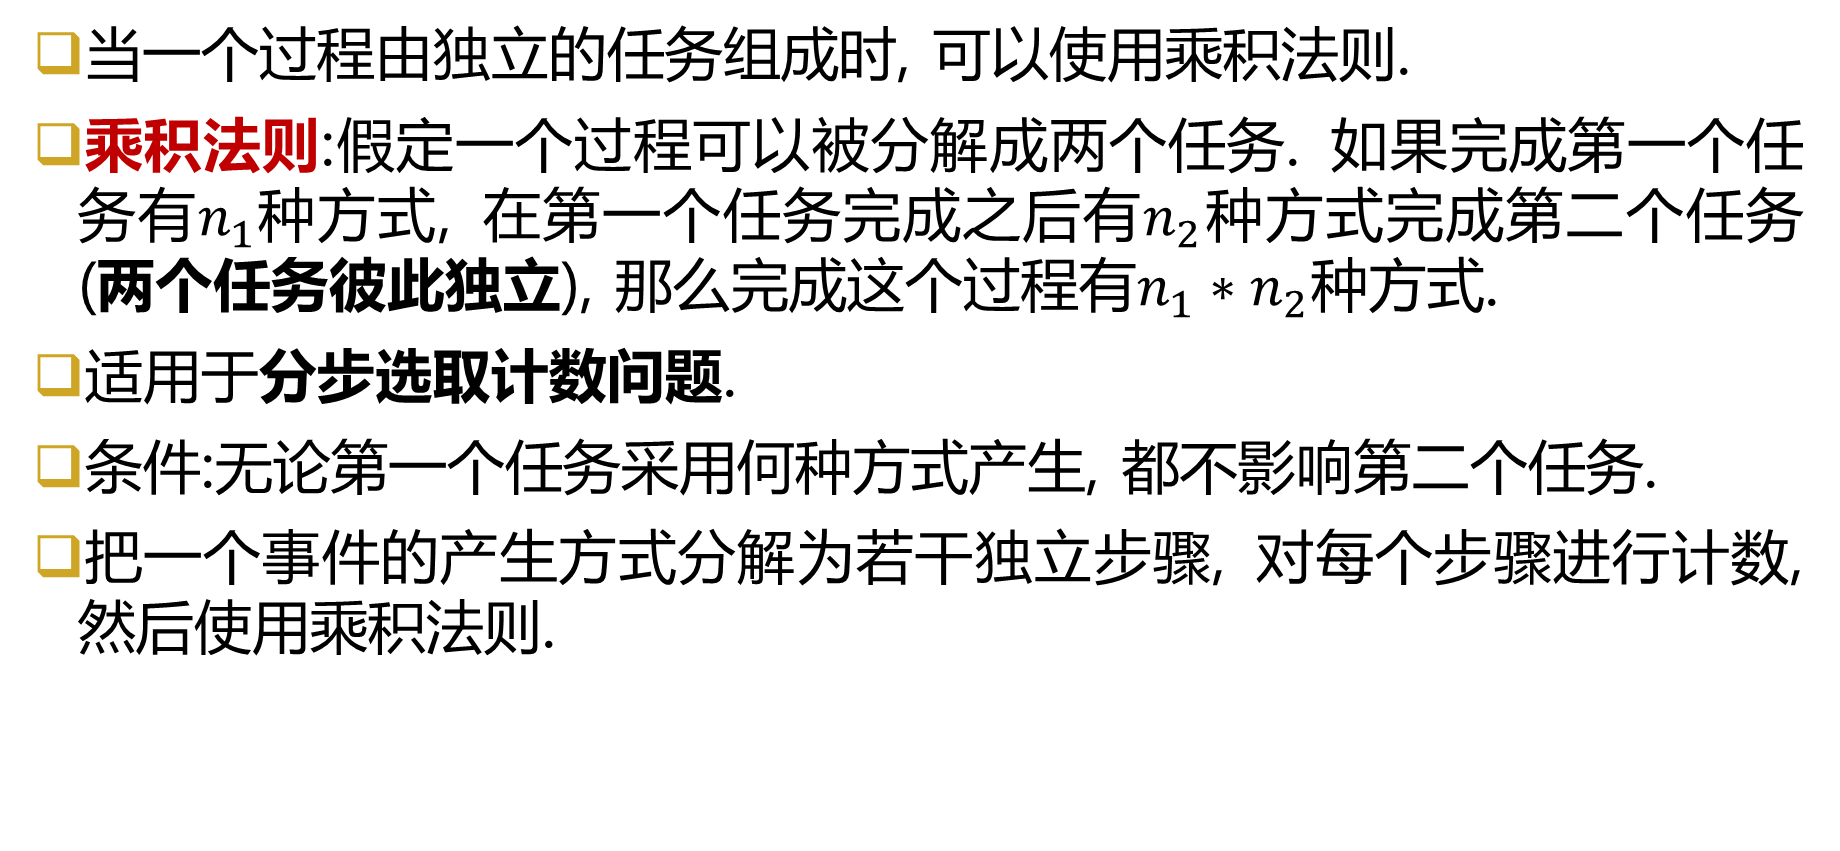 当一个过程由独立的任务组成时, 可以使用乘积法则.
乘积法则:假定一个过程可以被分解成两个任务. 如果完成第一个任
务有n₁种方式, 在第一个任务完成之后有n₂种方式完成第二个任务
(两个任务彼此独立), 那么完成这个过程有n₁ * n₂种方式.
适用于分步选取计数问题.
条件:无论第一个任务采用何种方式产生, 都不影响第二个任务.
把一个事件的产生方式分解为若干独立步骤, 对每个步骤进行计数,
然后使用乘积法则.